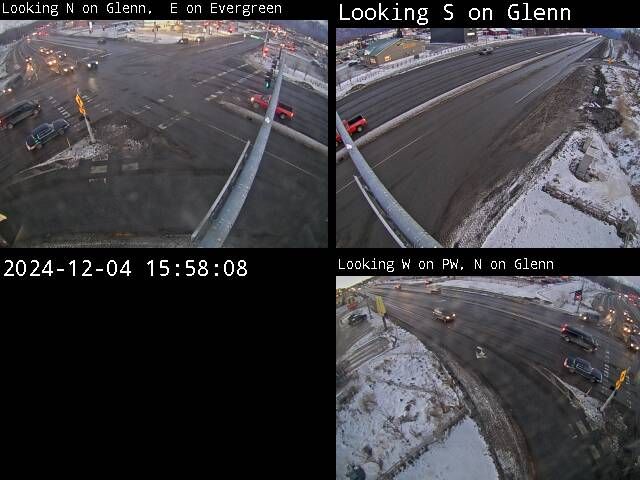 Looking N on Glenn,  E on Evergreen
Looking S on Glenn
2024-12-04 15:58:08
Looking W on PW, N on Glenn